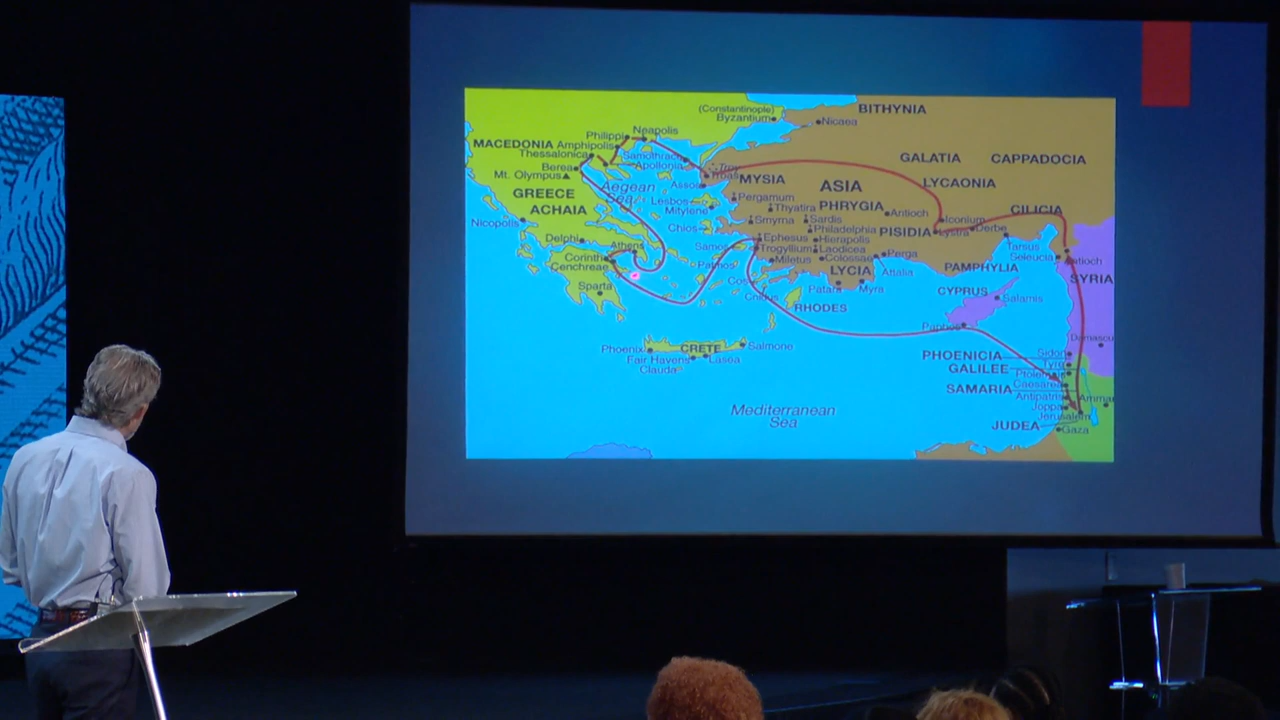 (Constantinople)
Byzantium
BITHYNIA
Nicaea
Neapolis
Philippi
MACEDONIA
Amphipolis
Thessalonica
Samothrace
Apollonia
Berea
Mt. Olympus
Troy
Troas
Assos
MYSIA
GALATIA
CAPPADOCIA
LYCAONIA
ASIA
GREECE
Aegean
Sea
ACHAIA
Lesbos
Mitylene
Pergamum
Thyatira
PHRYGIA
Antioch
CILICIA
Nicopolis
Chios
Smyrna
Sardis
Philadelphia
PISIDIA
Iconium
Lystra
Derbe
Delphi
Athens
Samos
Ephesus
Hierapolis
Trogyllium
Laodicea
Tarsus
Corinth
Cenchreae
Patmos
Miletus
Colossae
Perga
Seleucia
Antioch
LYCIA
Attalia
PAMPHYLIA
SYRIA
Sparta
Cos
Cnidus
Patara
Myra
CYPRUS
Salamis
RHODES
Paphos
Phoenix
CRETE
Salmone
Fair Havens
Lasea
Clauda
Damascu
PHOENICIA
Sidon
Tyre
GALILEE
Ptolemais
SAMARIA
Caesarea
Antipatris
Amman
Joppa
Jerusalem
JUDEA
Gaza
Mediterranean
Sea